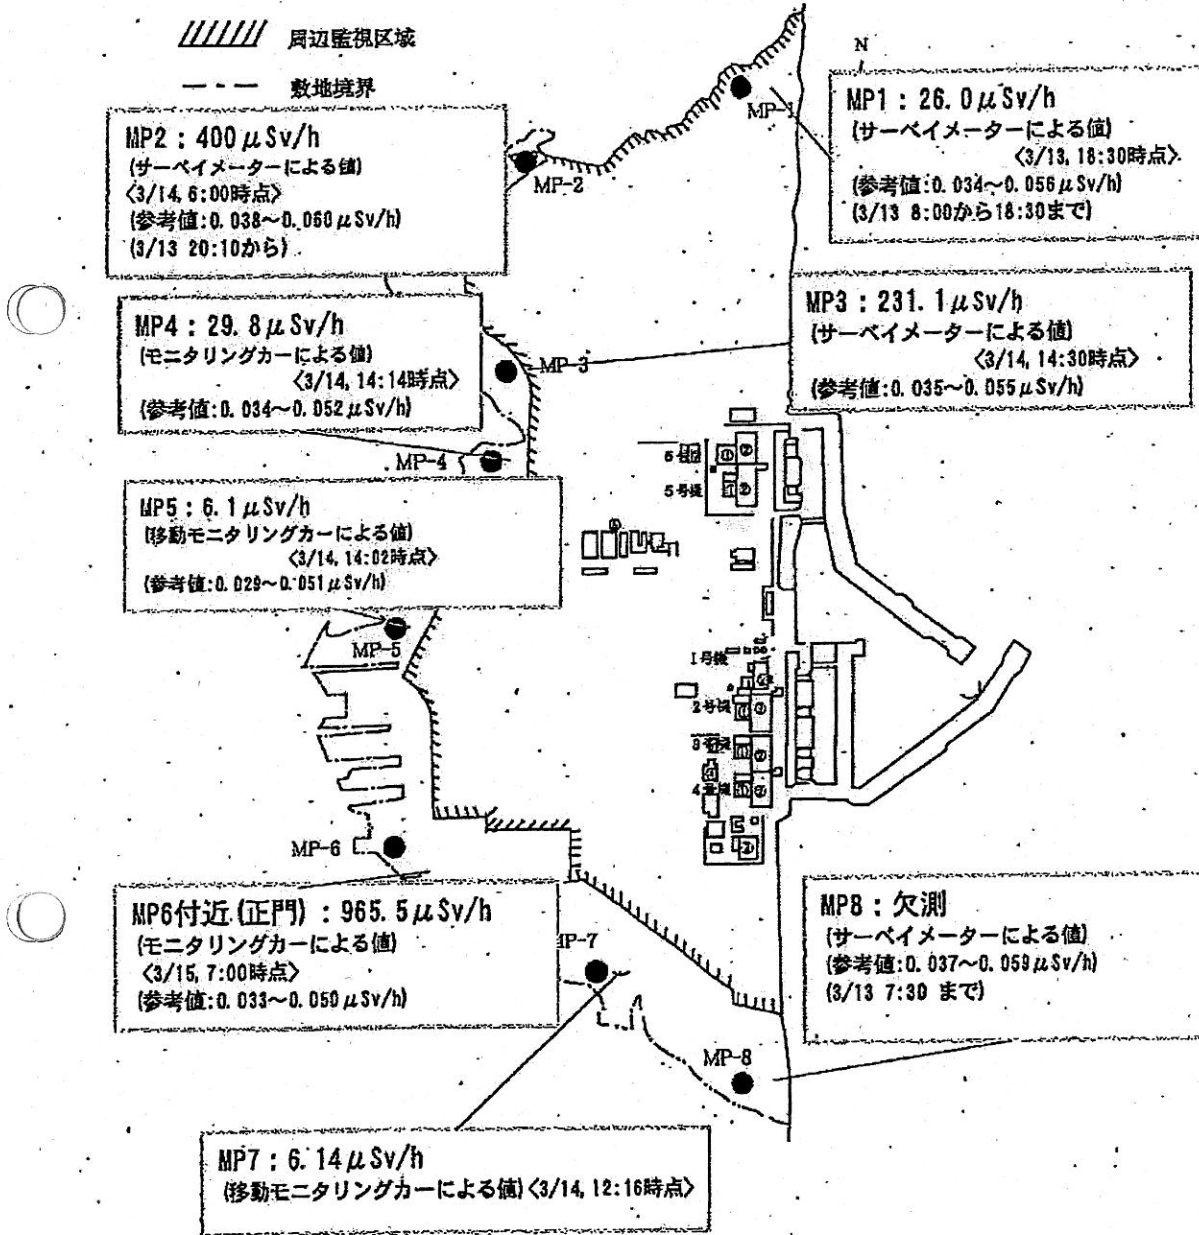 周辺監視区域
敷地境界
N
MP-1
MP1：26.0μSv/h
(サーベイメーターによる値)
〈3/13, 18:30時点〉
(参考値:0.034～0.056μSv/h)
(3/13 8:00から18:30まで)
MP2：400μSv/h
(サーベイメーターによる値)
〈3/14, 6:00時点〉
(参考値:0.038～0.060μSv/h)
(3/13 20:10から)
MP-2
MP3：231.1μSv/h
(サーベイメーターによる値)
〈3/14, 14:30時点〉
(参考値:0.035～0.055μSv/h)
MP4：29.8μSv/h
(モニタリングカーによる値)
〈3/14, 14:14時点〉
(参考値:0.034～0.052μSv/h)
MP-3
MP-4
5号機
MP5：6.1μSv/h
(移動モニタリングカーによる値)
〈3/14, 14:02時点〉
(参考値:0.029～0.051μSv/h)
MP-5
1号機
2号機
3号機
4号機
MP-6
MP6付近(正門)：965.5μSv/h
(モニタリングカーによる値)
〈3/15, 7:00時点〉
(参考値:0.033～0.050μSv/h)
MP-7
MP8：欠測
(サーベイメーターによる値)
(参考値:0.037～0.059μSv/h)
(3/13 7:30 まで)
MP-8
MP7：6.14μSv/h
(移動モニタリングカーによる値)〈3/14, 12:16時点〉